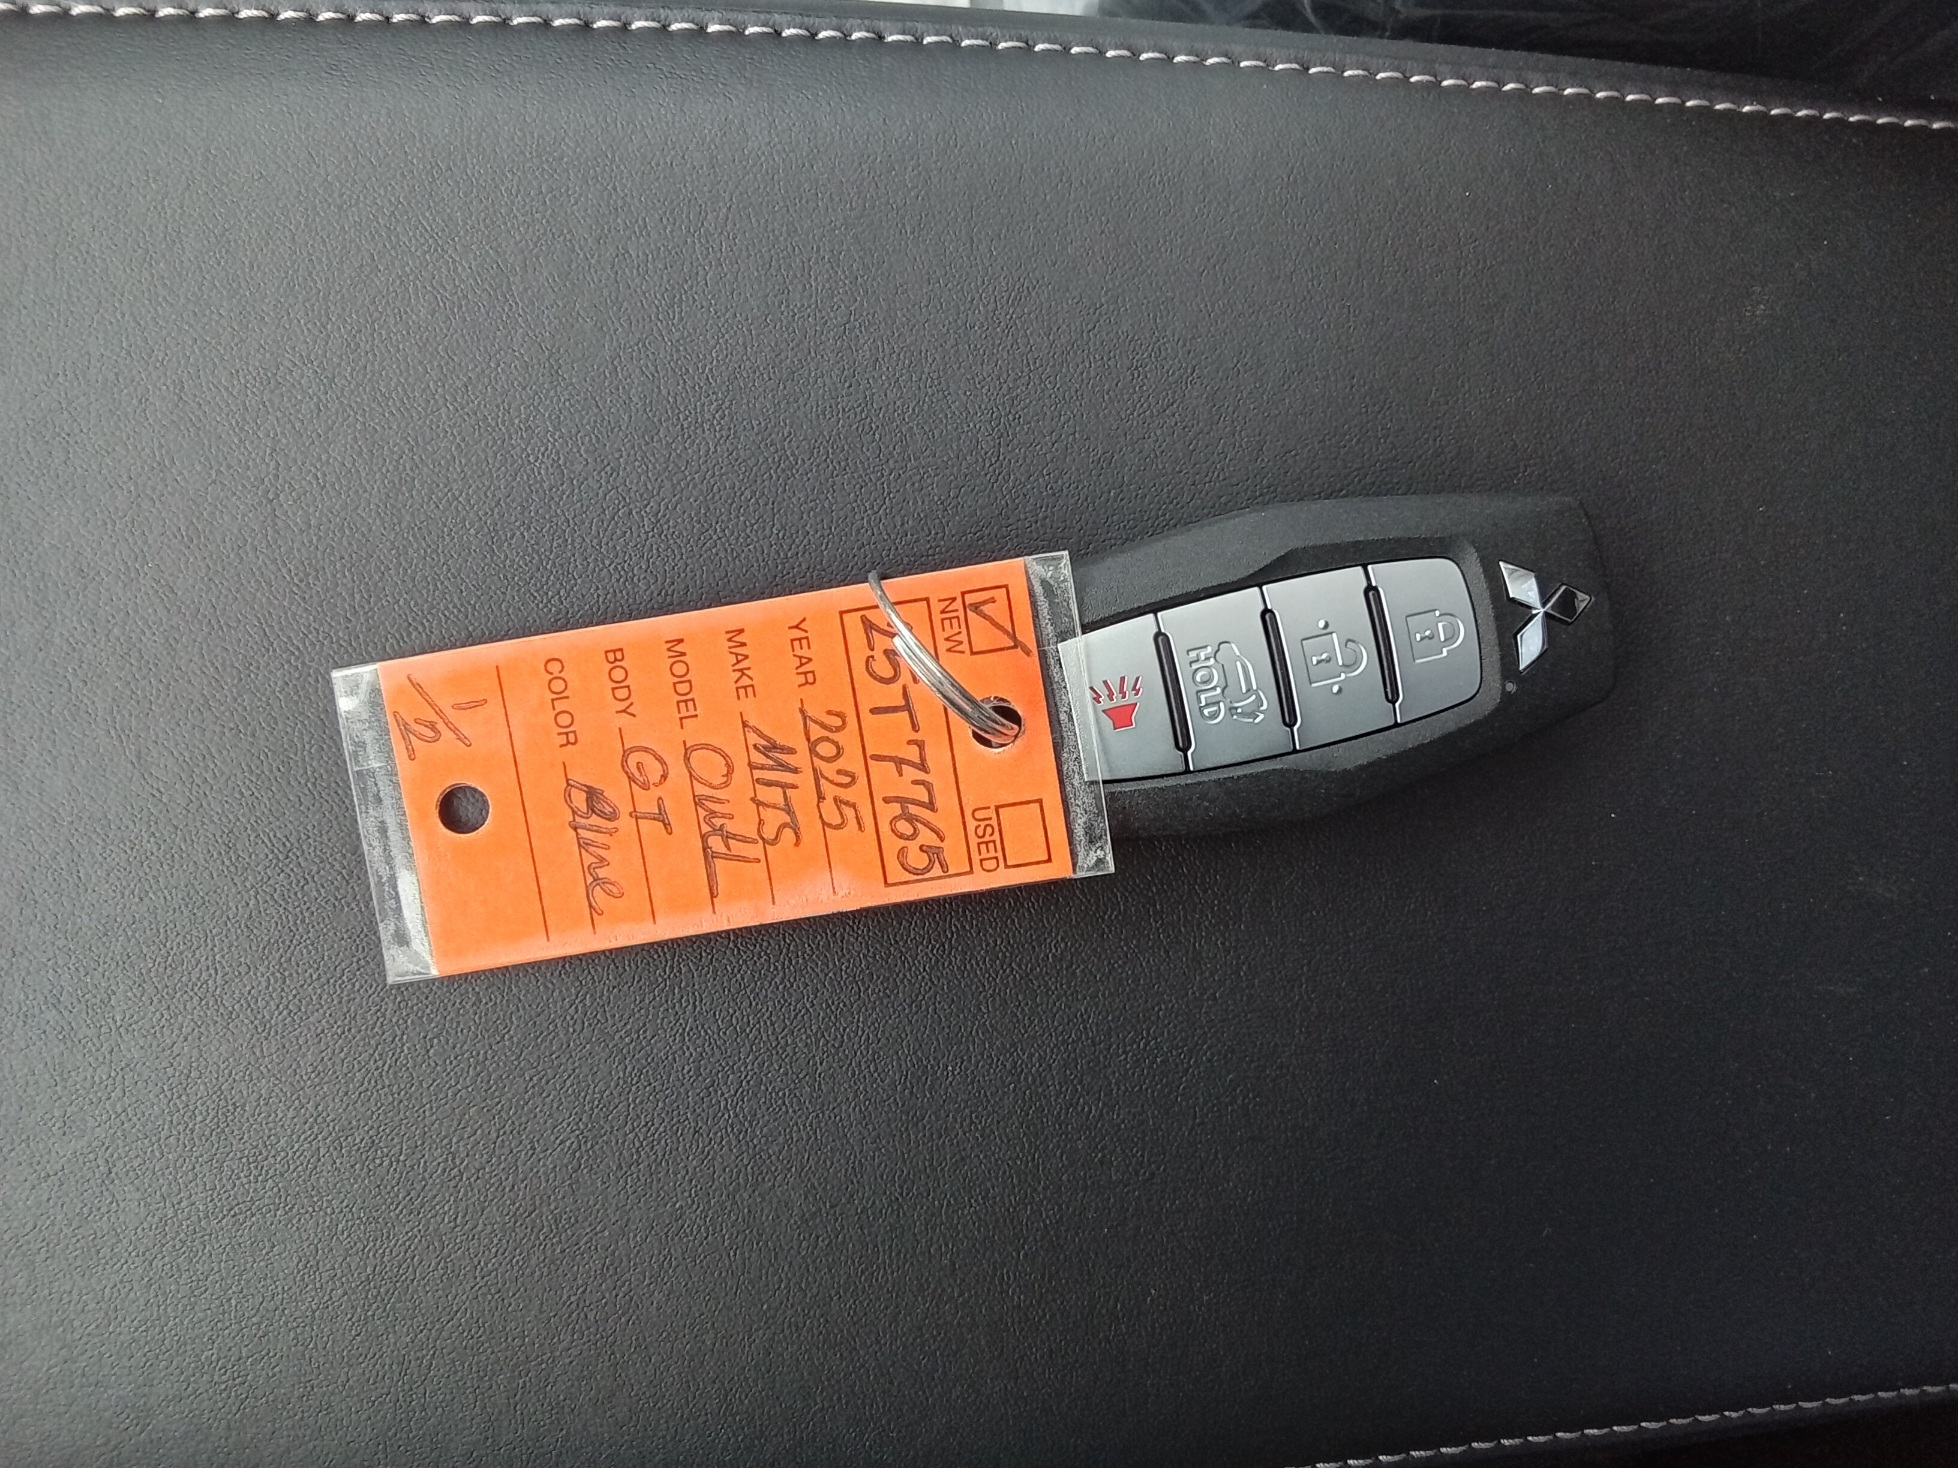 NEW USED
25T7765
YEAR 2025
MAKE MITS
MODEL Outl
BODY GT
COLOR Blue
1/2
HOLD